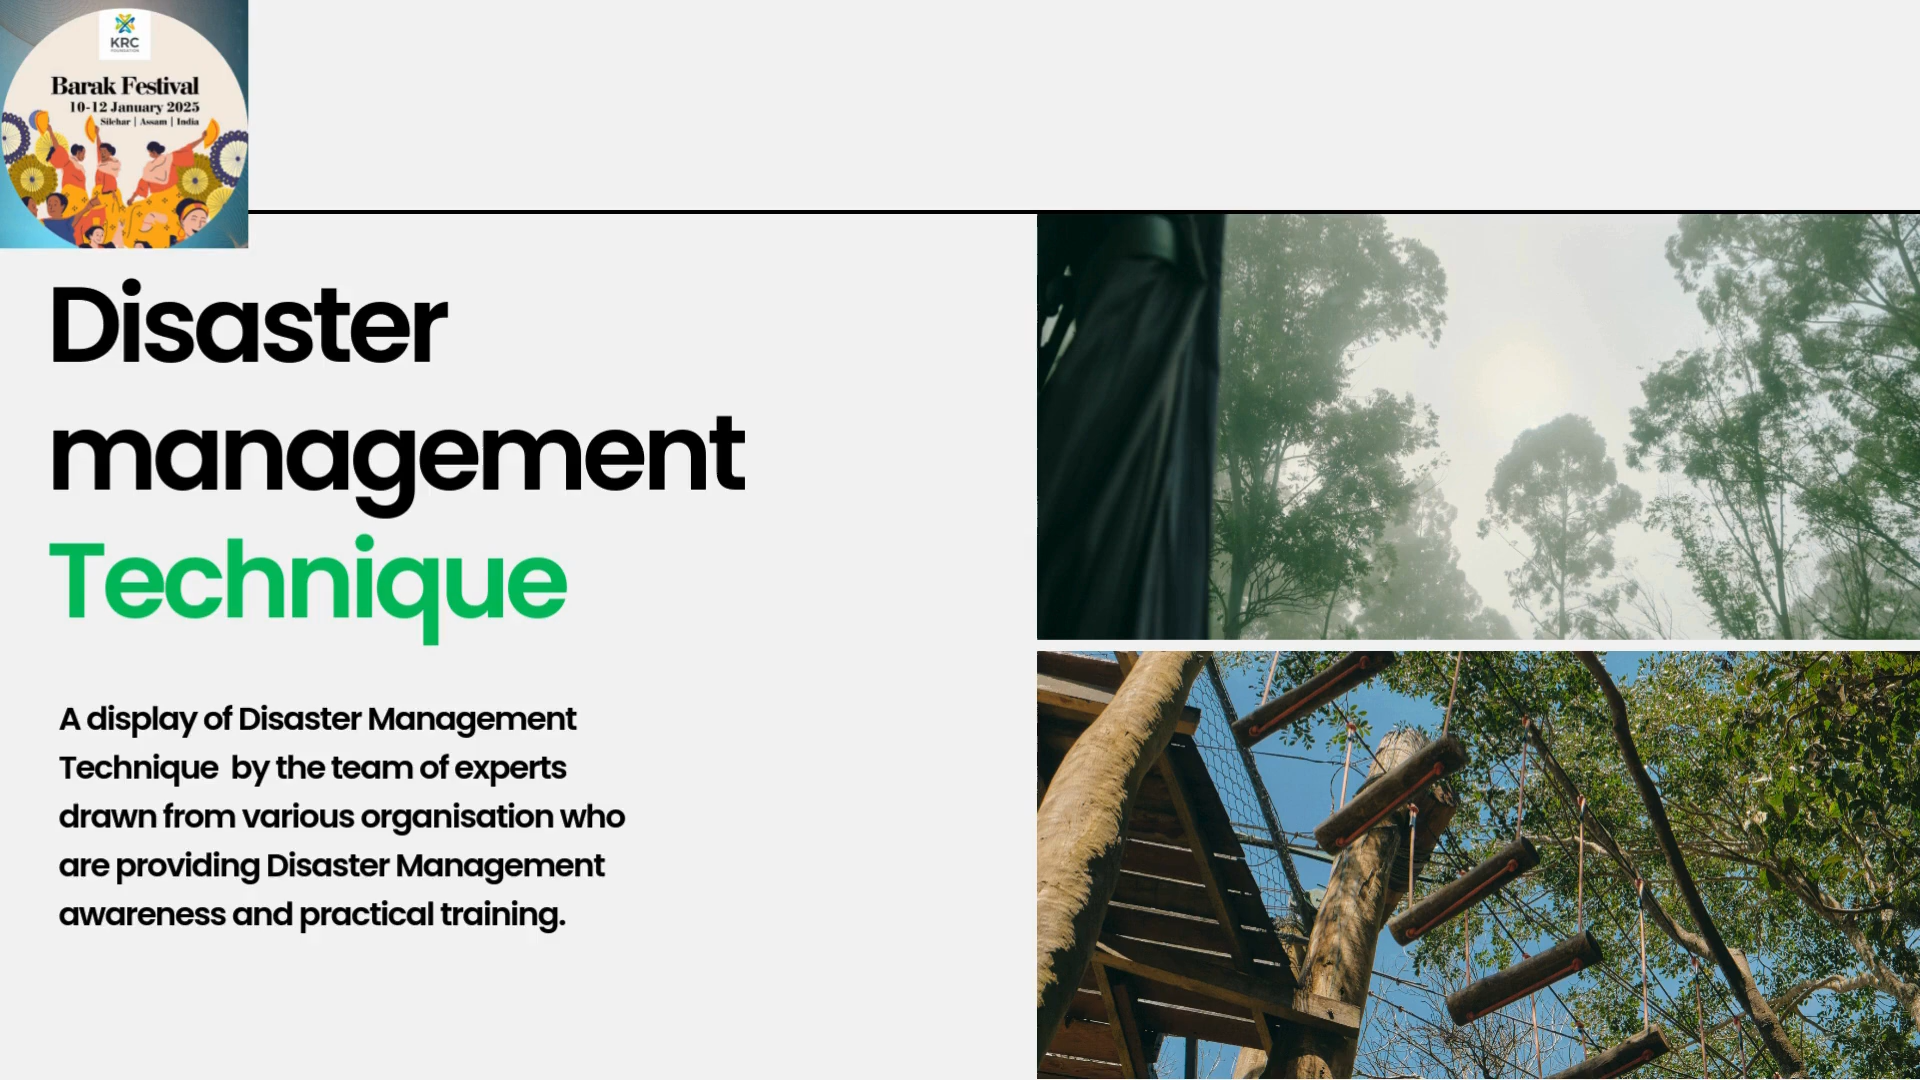 KRC
FOUNDATION
Barak Festival
10-12 January 2025
Silchar | Assam | India
Disaster
management
Technique
A display of Disaster Management
Technique by the team of experts
drawn from various organisation who
are providing Disaster Management
awareness and practical training.